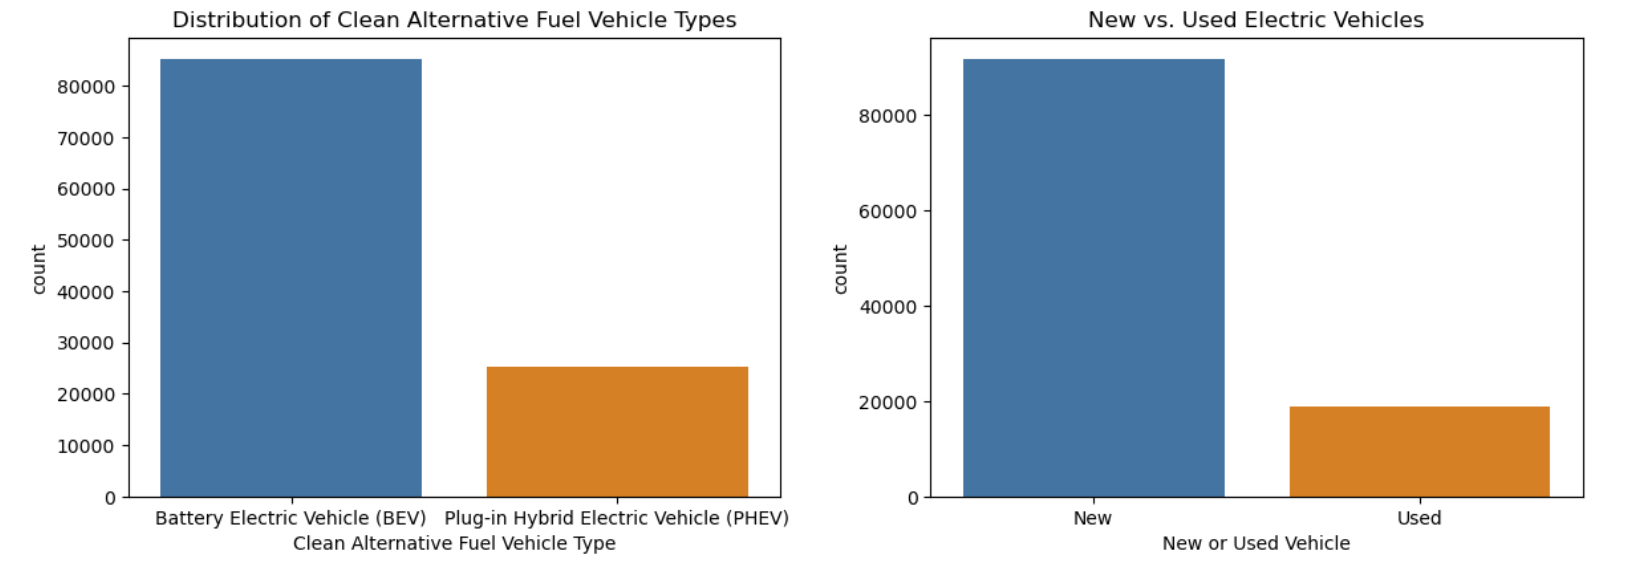 Distribution of Clean Alternative Fuel Vehicle Types
80000
70000
60000
50000
40000
30000
20000
10000
0
count
Battery Electric Vehicle (BEV)
Plug-in Hybrid Electric Vehicle (PHEV)
Clean Alternative Fuel Vehicle Type
New vs. Used Electric Vehicles
80000
60000
40000
20000
0
count
New
Used
New or Used Vehicle